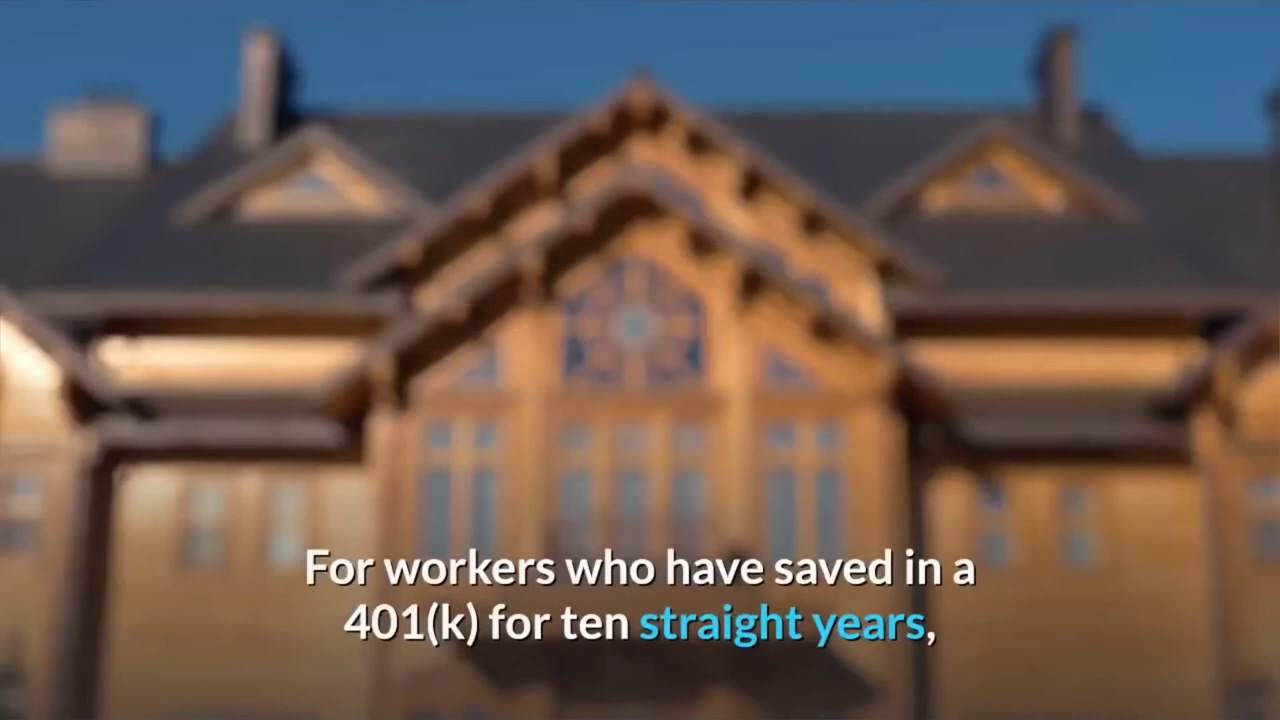 For workers who have saved in a
401(k) for ten straight years,